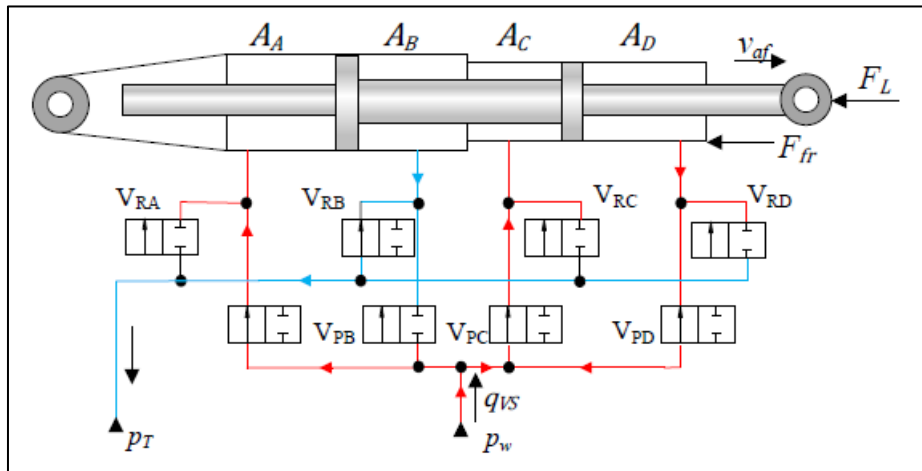 A_A A_B A_C A_D
v_af
F_L
F_fr
V_RA V_RB V_RC V_RD
V_PB V_PC V_PD
q_VS
p_T p_w